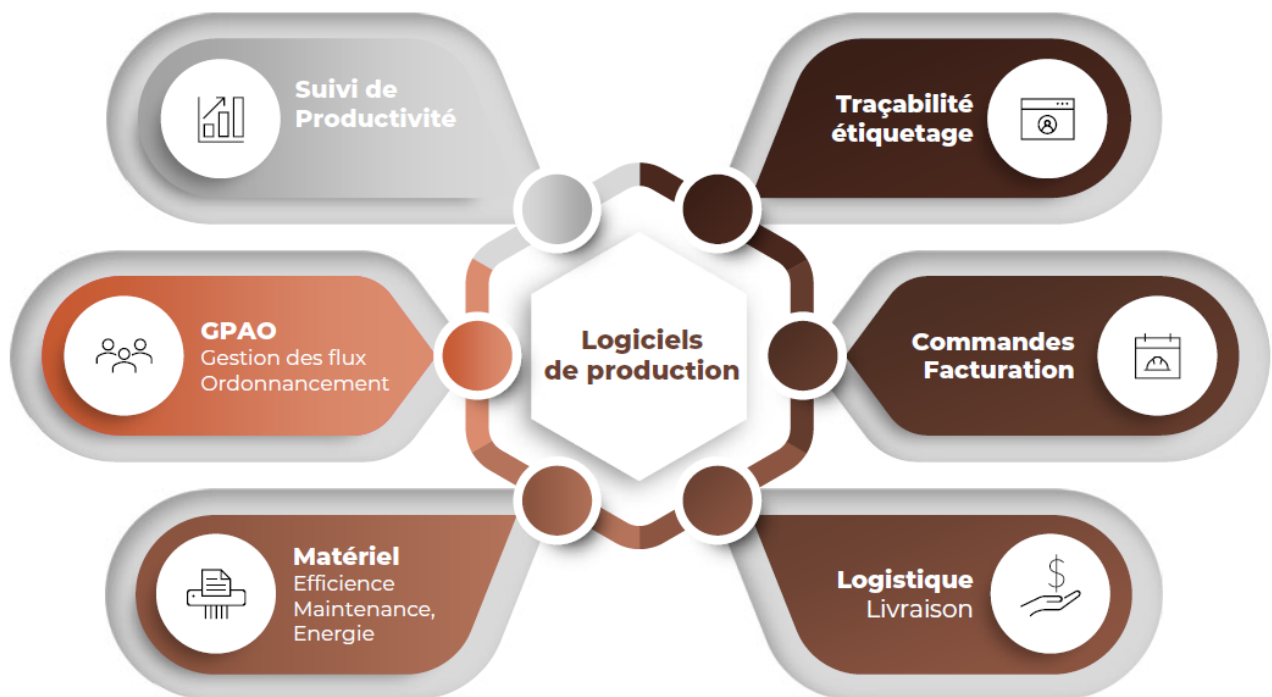 Suivi de
Productivité
Traçabilité
étiquetage
GPAO
Gestion des flux
Ordonnancement
Logiciels
de production
Commandes
Facturation
Matériel
Efficience
Maintenance,
Energie
Logistique
Livraison